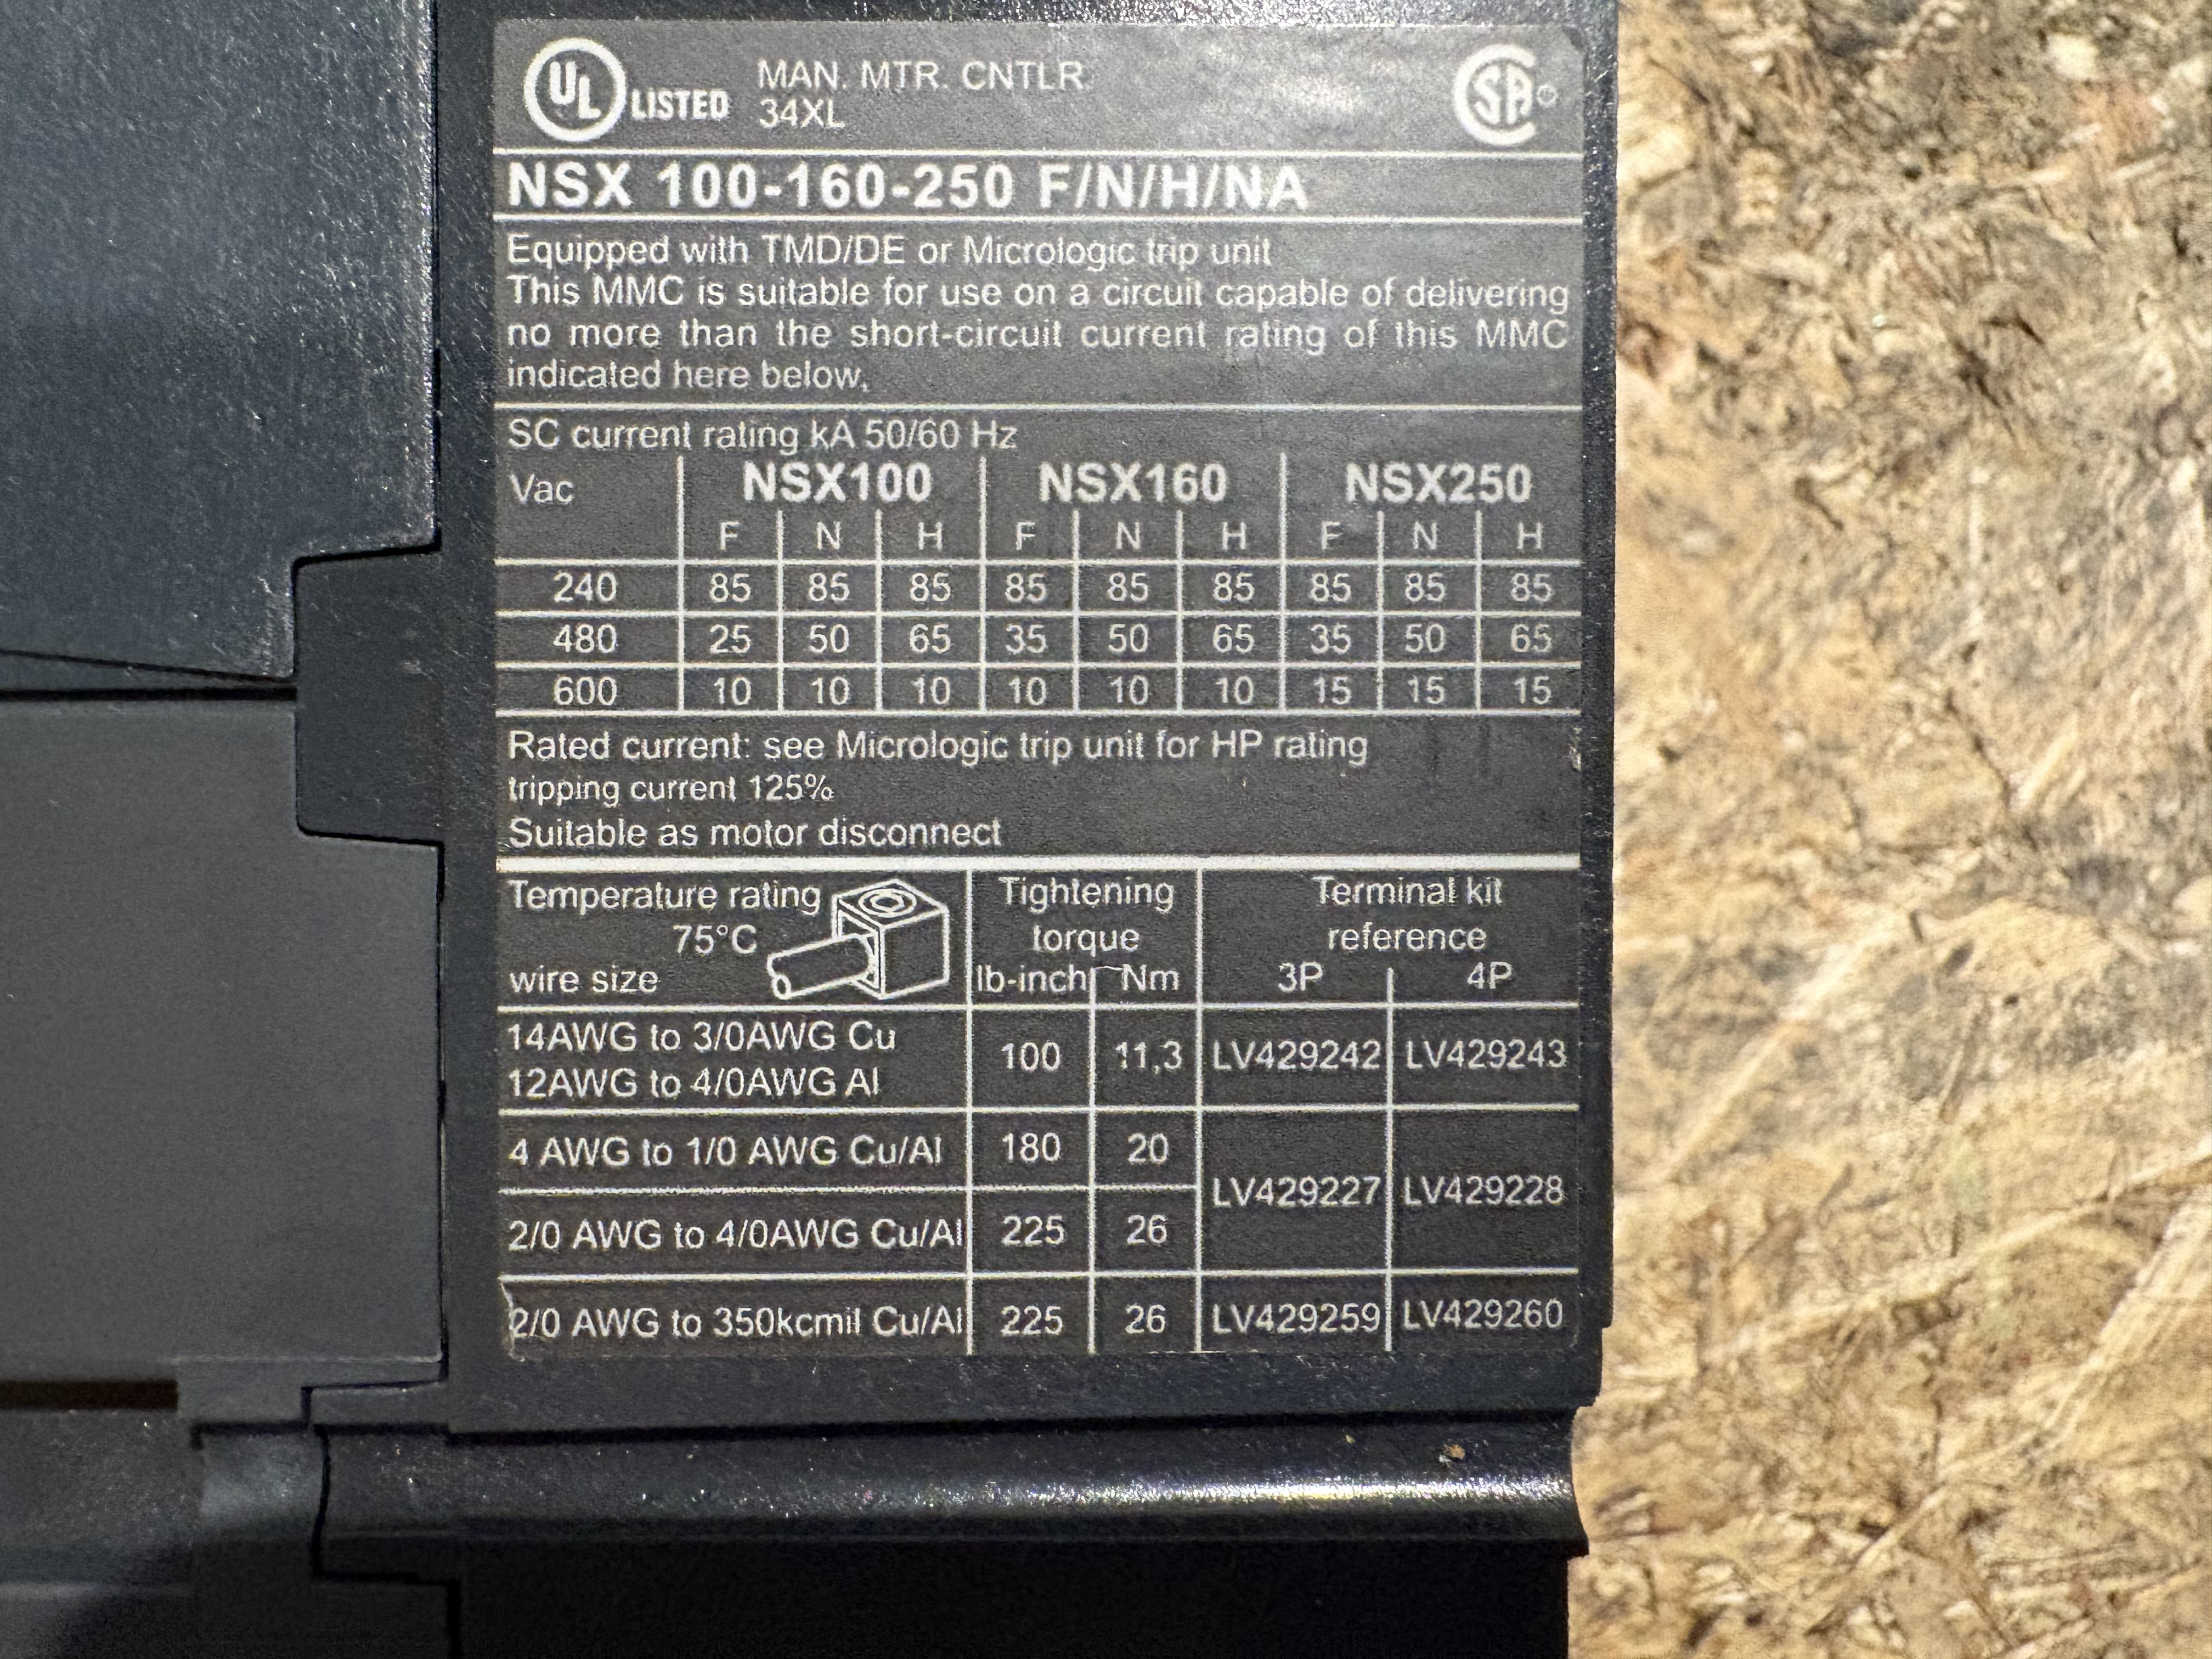 UL LISTED MAN. MTR. CNTLR
34XL
SA ®
NSX 100-160-250 F/N/H/NA
Equipped with TMD/DE or Micrologic trip unit
This MMC is suitable for use on a circuit capable of delivering
no more than the short-circuit current rating of this MMC
indicated here below,
SC current rating kA 50/60 Hz
Vac NSX100 NSX160 NSX250
F N H F N H F N H
240 85 85 85 85 85 85 85 85 85
480 25 50 65 35 50 65 35 50 65
600 10 10 10 10 10 10 15 15 15
Rated current: see Micrologic trip unit for HP rating
tripping current 125%
Suitable as motor disconnect
Temperature rating Tightening Terminal kit
75°C torque reference
wire size lb-inch Nm 3P 4P
14AWG to 3/0AWG Cu
12AWG to 4/0AWG Al 100 11,3 LV429242 LV429243
4 AWG to 1/0 AWG Cu/Al 180 20
LV429227 LV429228
2/0 AWG to 4/0AWG Cu/Al 225 26
2/0 AWG to 350kcmil Cu/Al 225 26 LV429259 LV429260